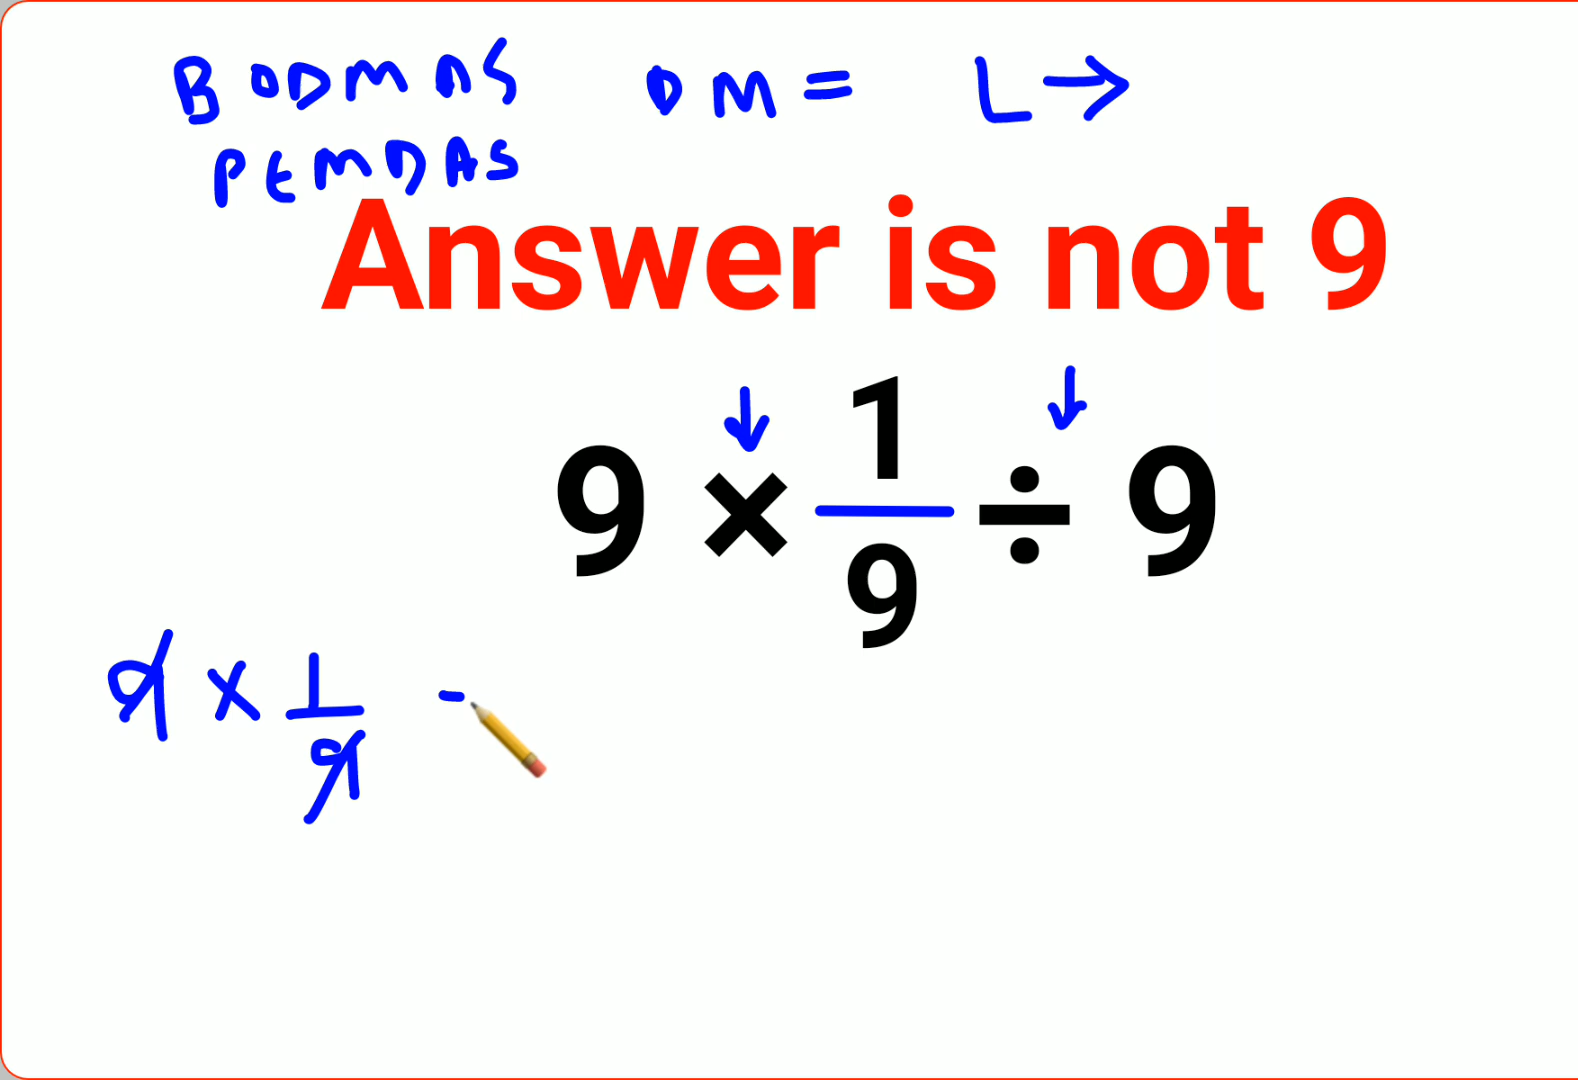 BODMAS DM = L →
PEMDAS
Answer is not 9
9 × 1/9 ÷ 9
9 × 1/9 -